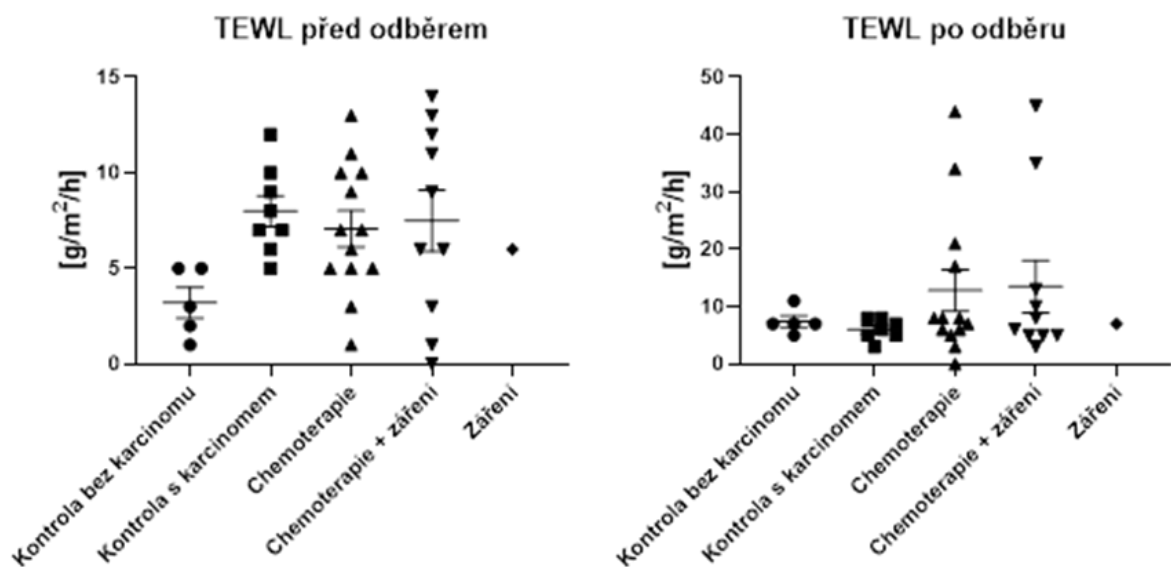 TEWL před odběrem
[g/m²/h]
15
10
5
0
Kontrola bez karcinomu
Kontrola s karcinomem
Chemoterapie
Chemoterapie + záření
Záření
TEWL po odběru
[g/m²/h]
50
40
30
20
10
0
Kontrola bez karcinomu
Kontrola s karcinomem
Chemoterapie
Chemoterapie + záření
Záření